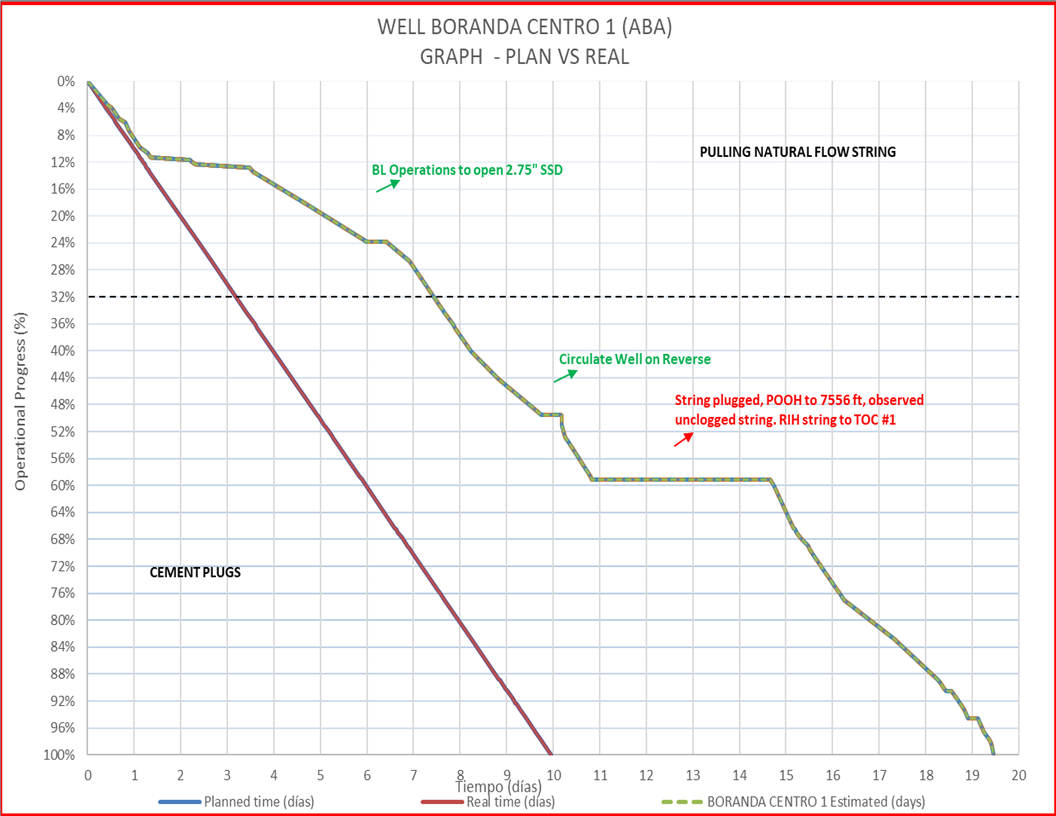 WELL BORANDA CENTRO 1 (ABA)
GRAPH - PLAN VS REAL
0%
4%
8%
12%
16%
20%
24%
28%
32%
36%
40%
44%
48%
52%
56%
60%
64%
68%
72%
76%
80%
84%
88%
92%
96%
100%
Operational Progress (%)
PULLING NATURAL FLOW STRING
BL Operations to open 2.75" SSD
Circulate Well on Reverse
String plugged, POOH to 7556 ft, observed
unclogged string. RIH string to TOC #1
CEMENT PLUGS
0 1 2 3 4 5 6 7 8 9 10 11 12 13 14 15 16 17 18 19 20
Tiempo (días)
Planned time (días) Real time (días) BORANDA CENTRO 1 Estimated (days)